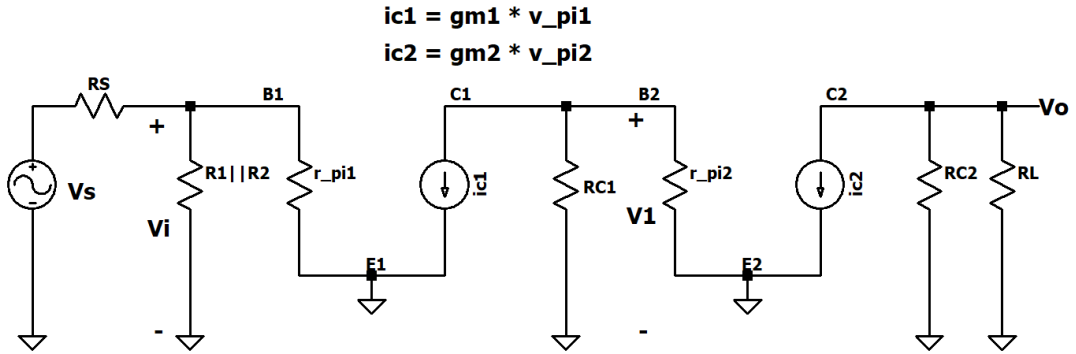 ic1 = gm1 * v_pi1
ic2 = gm2 * v_pi2
RS
B1
C1
B2
C2
Vo
+
+
+
-
Vs
R1||R2
r_pi1
ic1
RC1
r_pi2
ic2
RC2
RL
Vi
V1
E1
E2
-
-